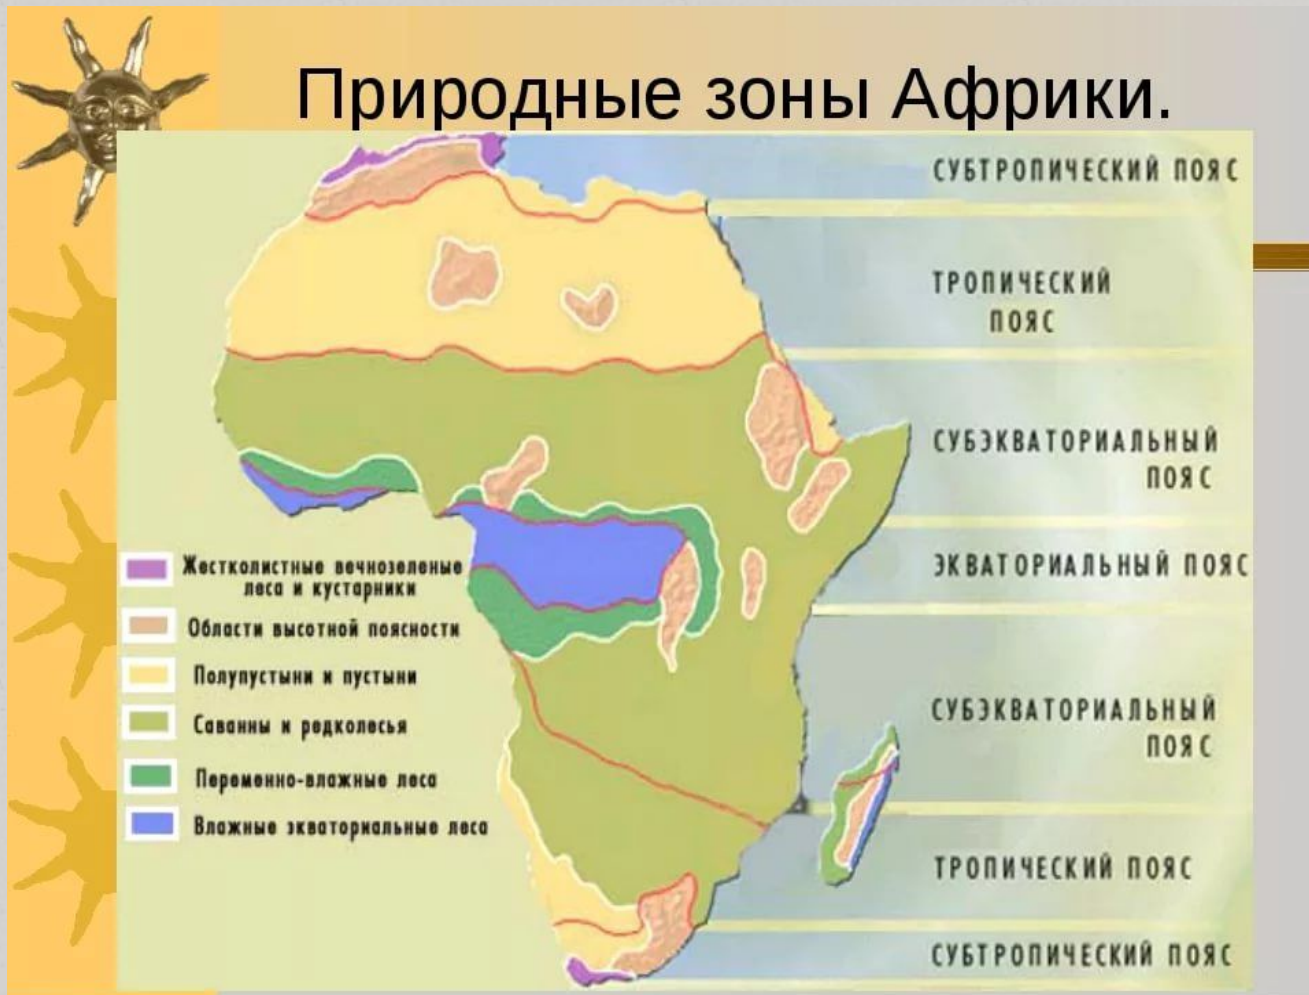 Природные зоны Африки.
СУБТРОПИЧЕСКИЙ ПОЯС
ТРОПИЧЕСКИЙ
ПОЯС
СУБЭКВАТОРИАЛЬНЫЙ
ПОЯС
ЭКВАТОРИАЛЬНЫЙ ПОЯС
СУБЭКВАТОРИАЛЬНЫЙ
ПОЯС
ТРОПИЧЕСКИЙ ПОЯС
СУБТРОПИЧЕСКИЙ ПОЯС
Жестколистные вечнозеленые
леса и кустарники
Области высотной поясности
Полупустыни и пустыни
Саванны и редколесья
Переменно-влажные леса
Влажные экваториальные леса